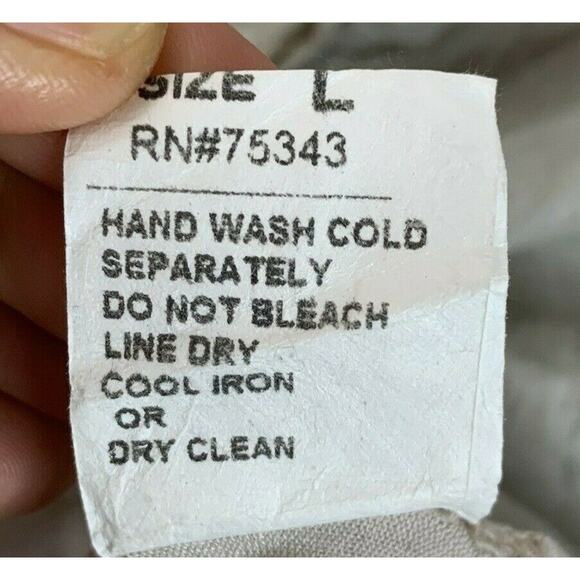 SIZE L
RN#75343
HAND WASH COLD
SEPARATELY
DO NOT BLEACH
LINE DRY
COOL IRON
OR
DRY CLEAN